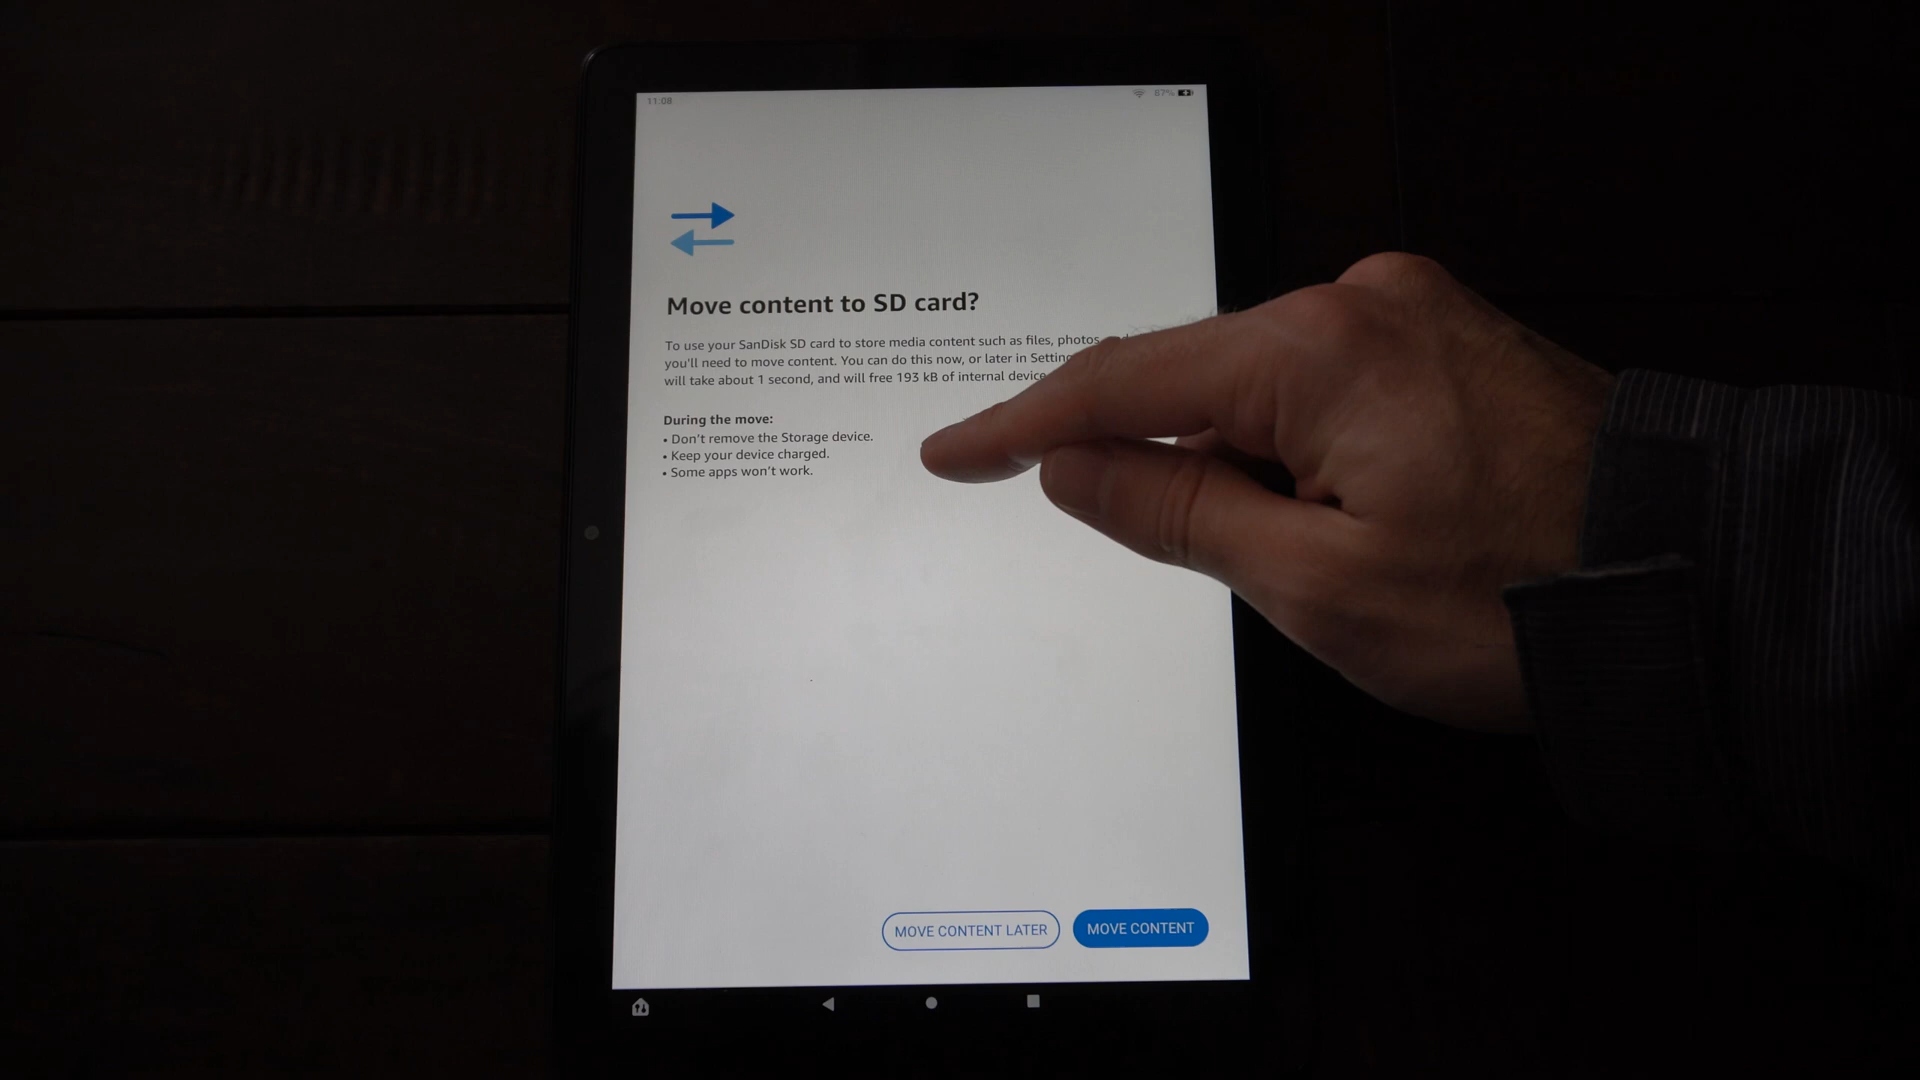 11:08
87%
Move content to SD card?
To use your SanDisk SD card to store media content such as files, photos
you'll need to move content. You can do this now, or later in
will take about 1 second, and will free 193 kB of internal device
During the move:
• Don't remove the Storage device.
• Keep your device charged.
• Some apps won't work.
MOVE CONTENT LATER
MOVE CONTENT